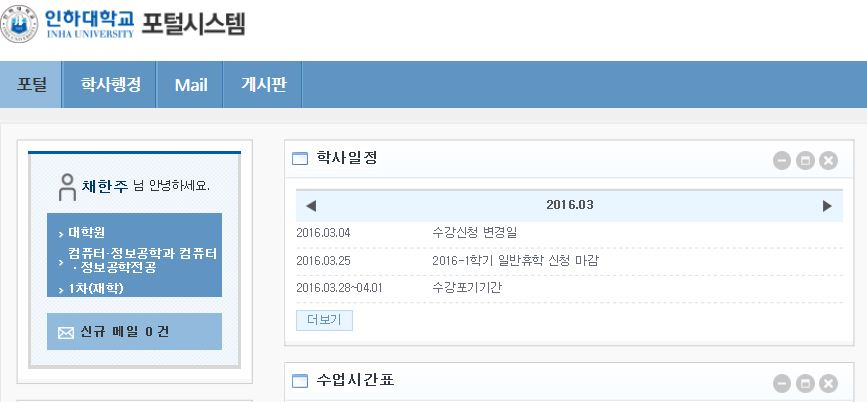 인하대학교
INHA UNIVERSITY
포털시스템
포털 학사행정 Mail 게시판
채한주 님 안녕하세요.
대학원
컴퓨터·정보공학과 컴퓨터
·정보공학전공
1차(재학)
신규 메일 0 건
학사일정
2016.03
2016.03.04 수강신청 변경일
2016.03.25 2016-1학기 일반휴학 신청 마감
2016.03.28~04.01 수강포기기간
더보기
수업시간표